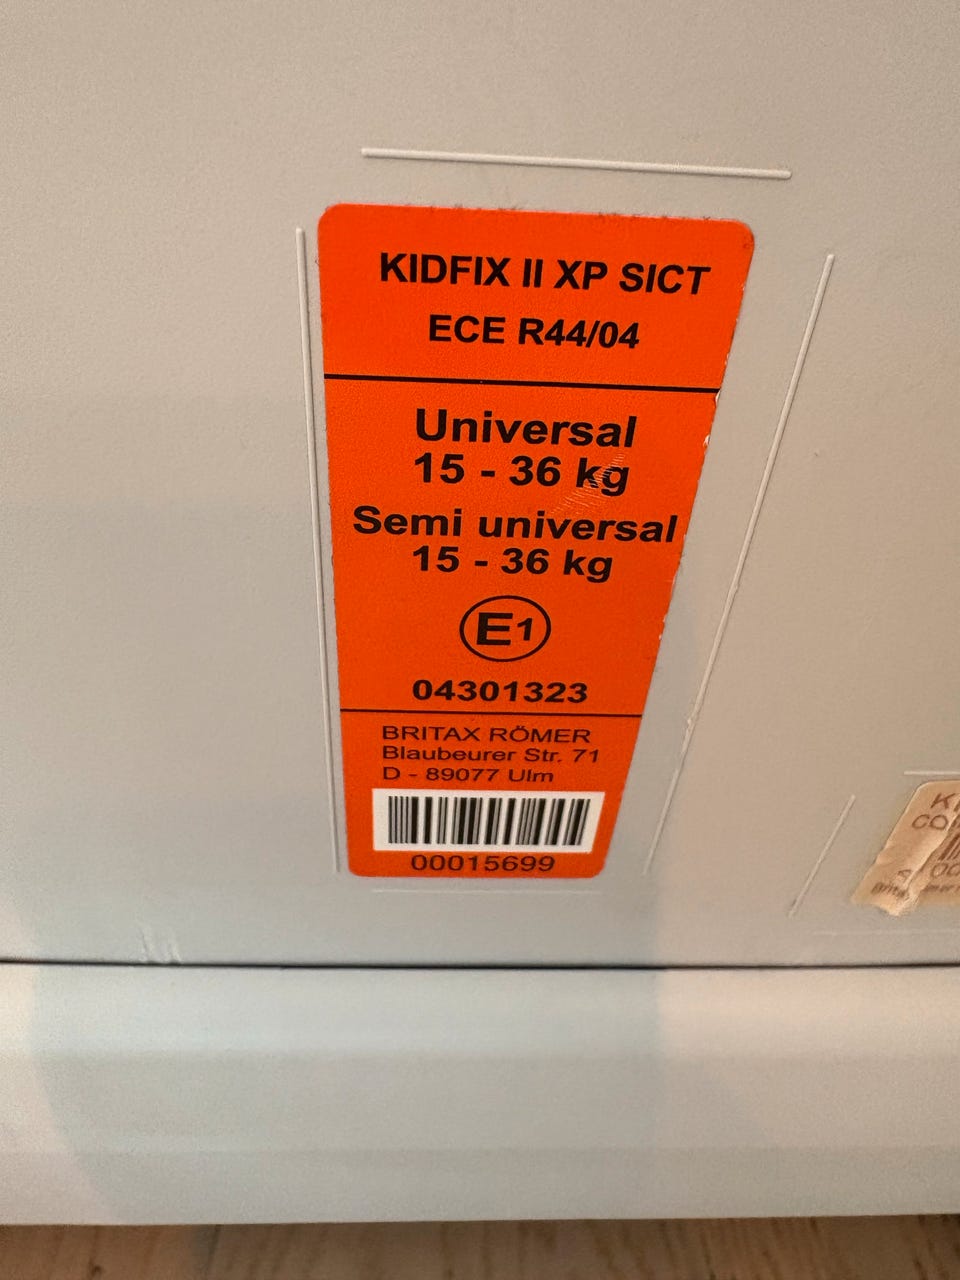 KIDFIX II XP SICT
ECE R44/04
Universal
15 - 36 kg
Semi universal
15 - 36 kg
E1
04301323
BRITAX RÖMER
Blaubeurer Str. 71
D - 89077 Ulm
00015699